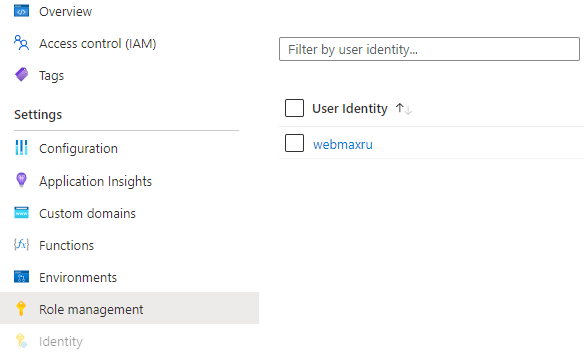 Overview
Access control (IAM)
Tags
Settings
Configuration
Application Insights
Custom domains
Functions
Environments
Role management
Identity
Filter by user identity...
User Identity
webmaxru